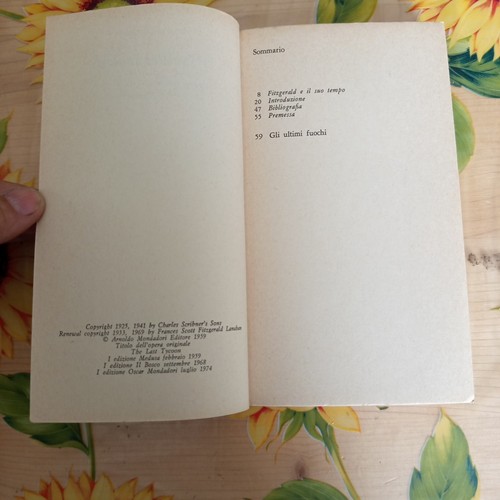 Copyright 1925, 1941 by Charles Scribner's Sons
Renewal copyright 1953, 1969 by Frances Scott Fitzgerald Lanahan
© Arnoldo Mondadori Editore 1959
Titolo dell'opera originale
The Last Tycoon
I edizione Medusa febbraio 1959
I edizione Il Bosco settembre 1968
I edizione Oscar Mondadori luglio 1974
Sommario
8 Fitzgerald e il suo tempo
20 Introduzione
47 Bibliografia
55 Premessa
59 Gli ultimi fuochi